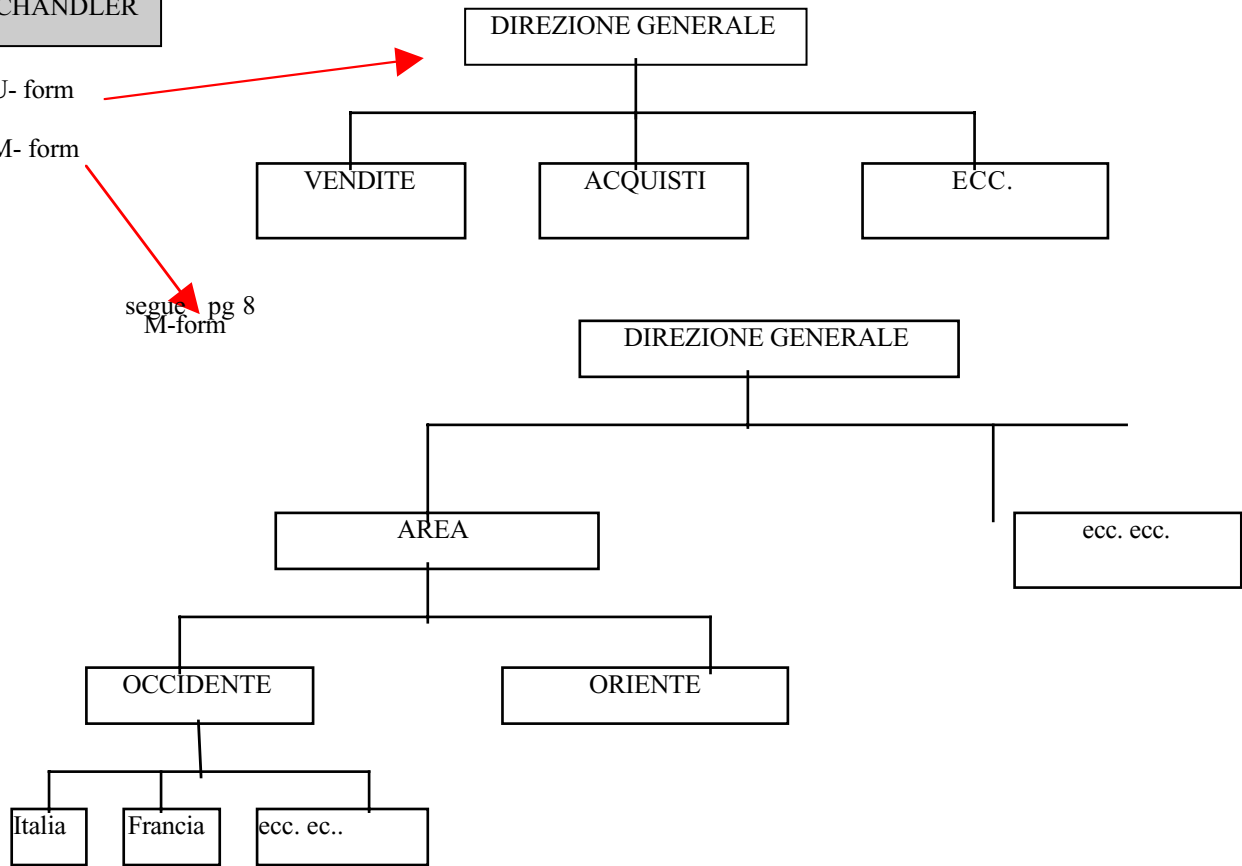 CHANDLER
DIREZIONE GENERALE
U- form
M- form
VENDITE ACQUISTI ECC.
segue pg 8
M-form
DIREZIONE GENERALE
AREA ecc. ecc.
OCCIDENTE ORIENTE
Italia Francia ecc. ec..